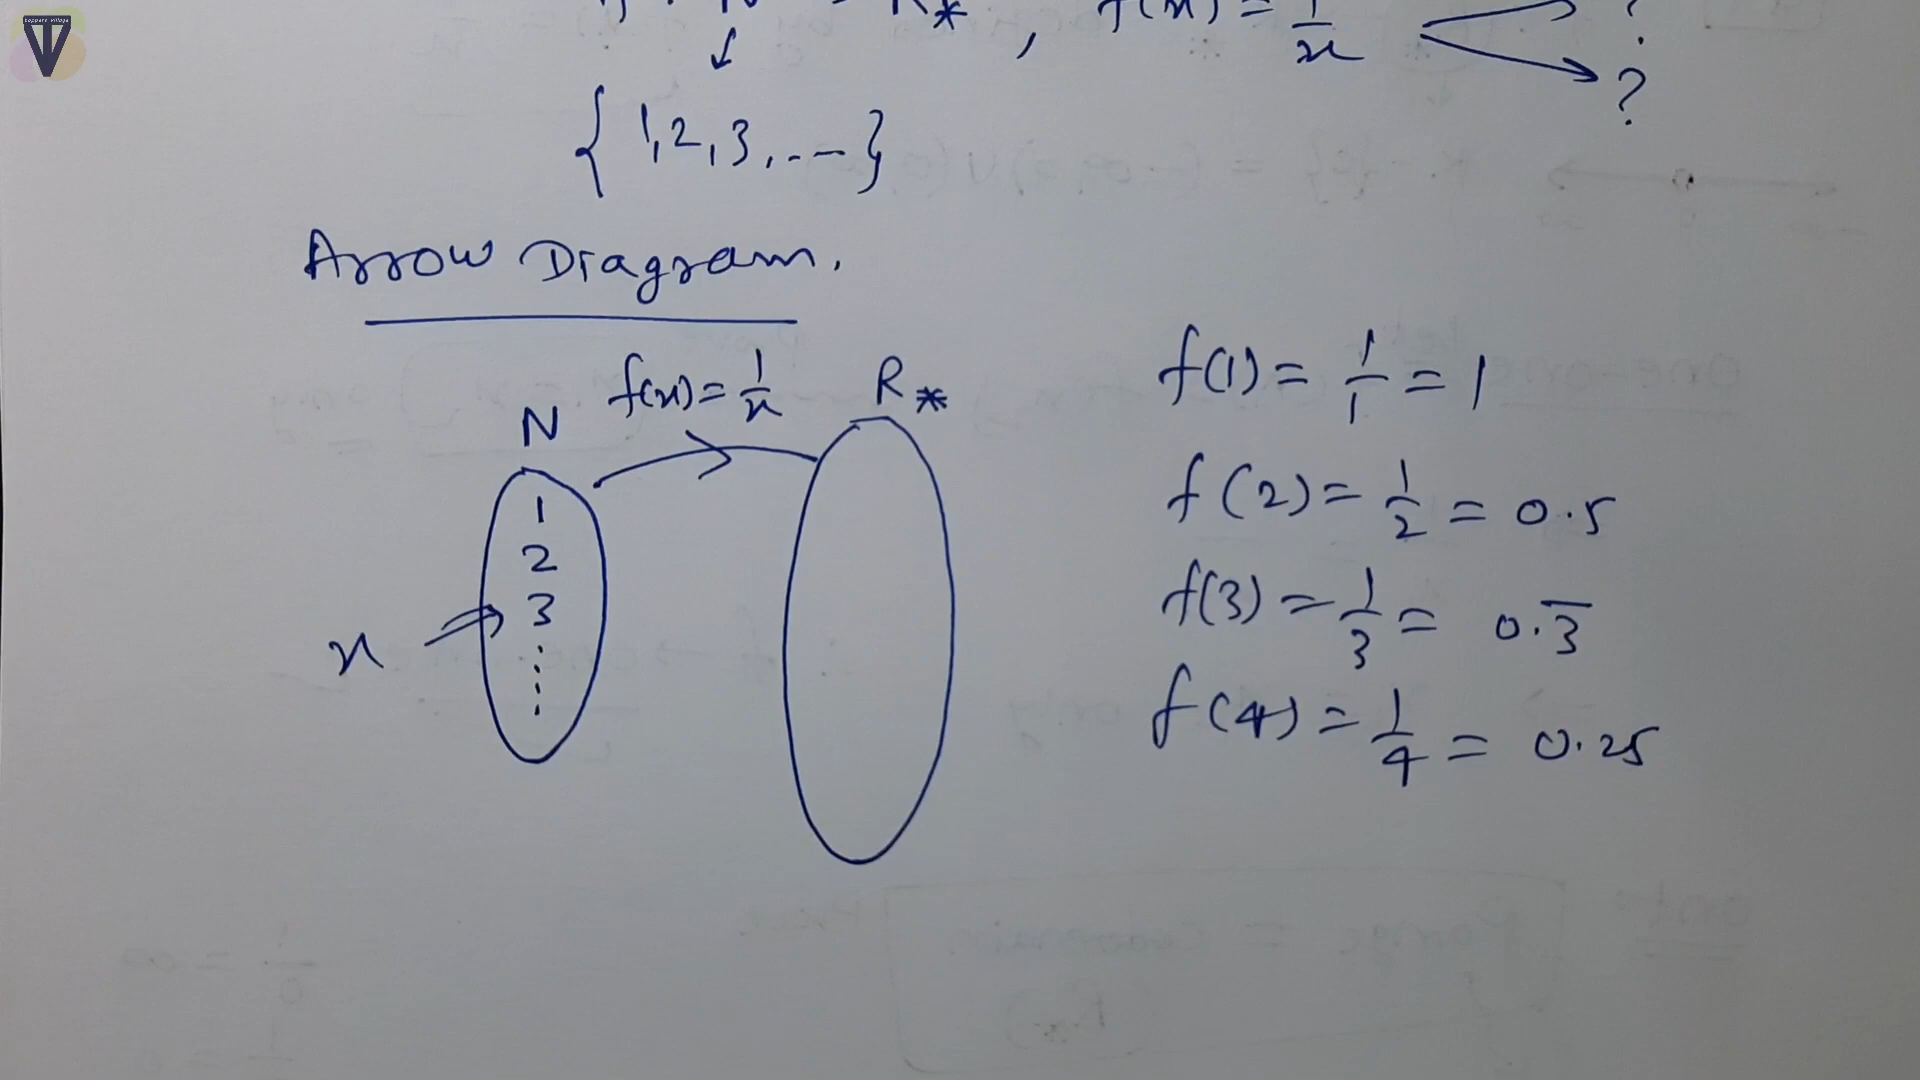 R* , f(x) = 1/x
?
{ 1, 2, 3, ... }
Arrow Diagram.
f(x) = 1/x
N
R*
1
2
3
x
f(1) = 1/1 = 1
f(2) = 1/2 = 0.5
f(3) = 1/3 = 0.3̅
f(4) = 1/4 = 0.25